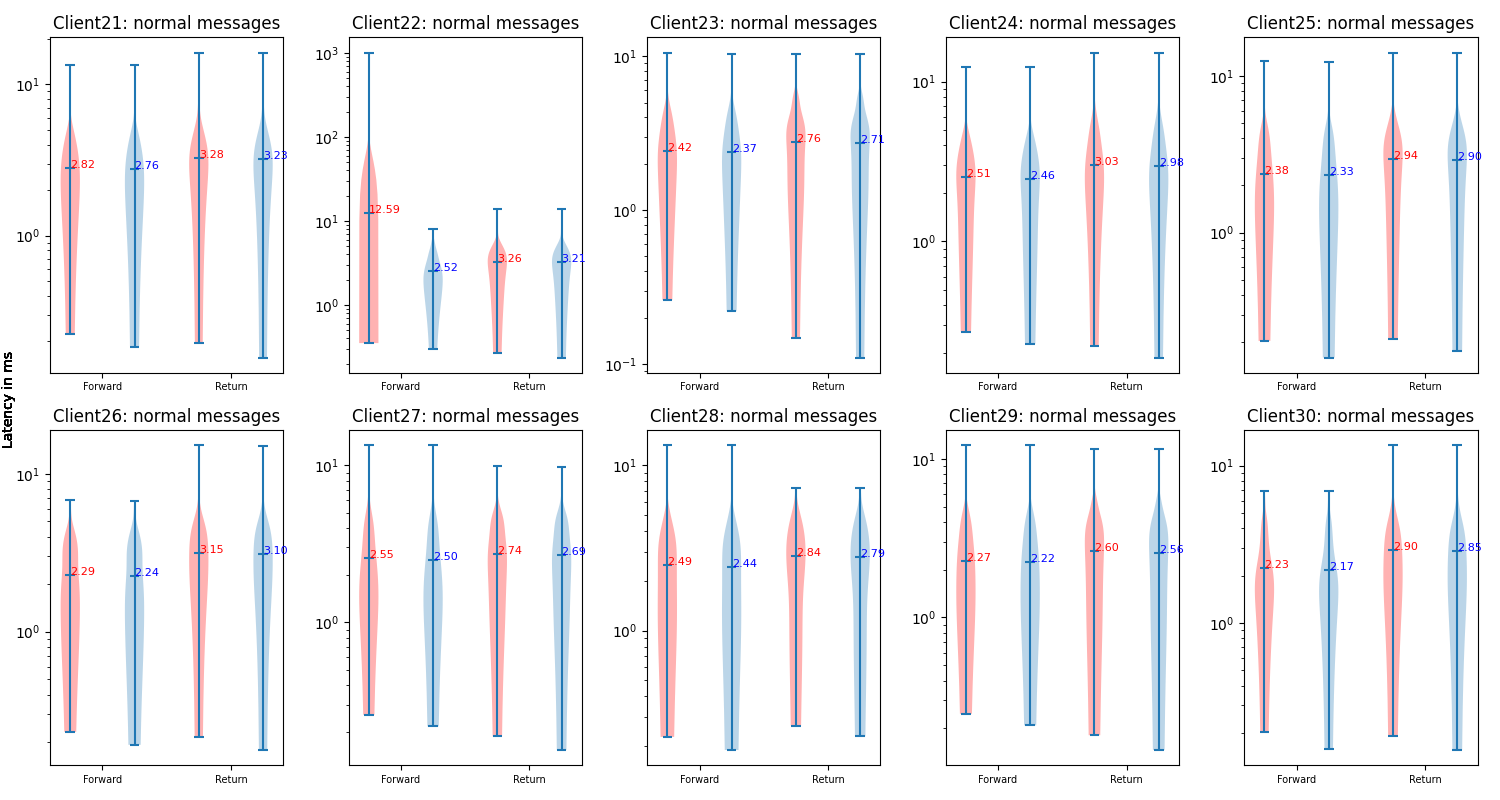 Latency in ms
Client21: normal messages
10^1
10^0
2.82
2.76
3.28
3.23
Forward
Return
Client22: normal messages
10^3
10^2
10^1
10^0
12.59
2.52
3.26
3.21
Forward
Return
Client23: normal messages
10^1
10^0
10^−1
2.42
2.37
2.76
2.71
Forward
Return
Client24: normal messages
10^1
10^0
2.51
2.46
3.03
2.98
Forward
Return
Client25: normal messages
10^1
10^0
2.38
2.33
2.94
2.90
Forward
Return
Client26: normal messages
10^1
10^0
2.29
2.24
3.15
3.10
Forward
Return
Client27: normal messages
10^1
10^0
2.55
2.50
2.74
2.69
Forward
Return
Client28: normal messages
10^1
10^0
2.49
2.44
2.84
2.79
Forward
Return
Client29: normal messages
10^1
10^0
2.27
2.22
2.60
2.56
Forward
Return
Client30: normal messages
10^1
10^0
2.23
2.17
2.90
2.85
Forward
Return